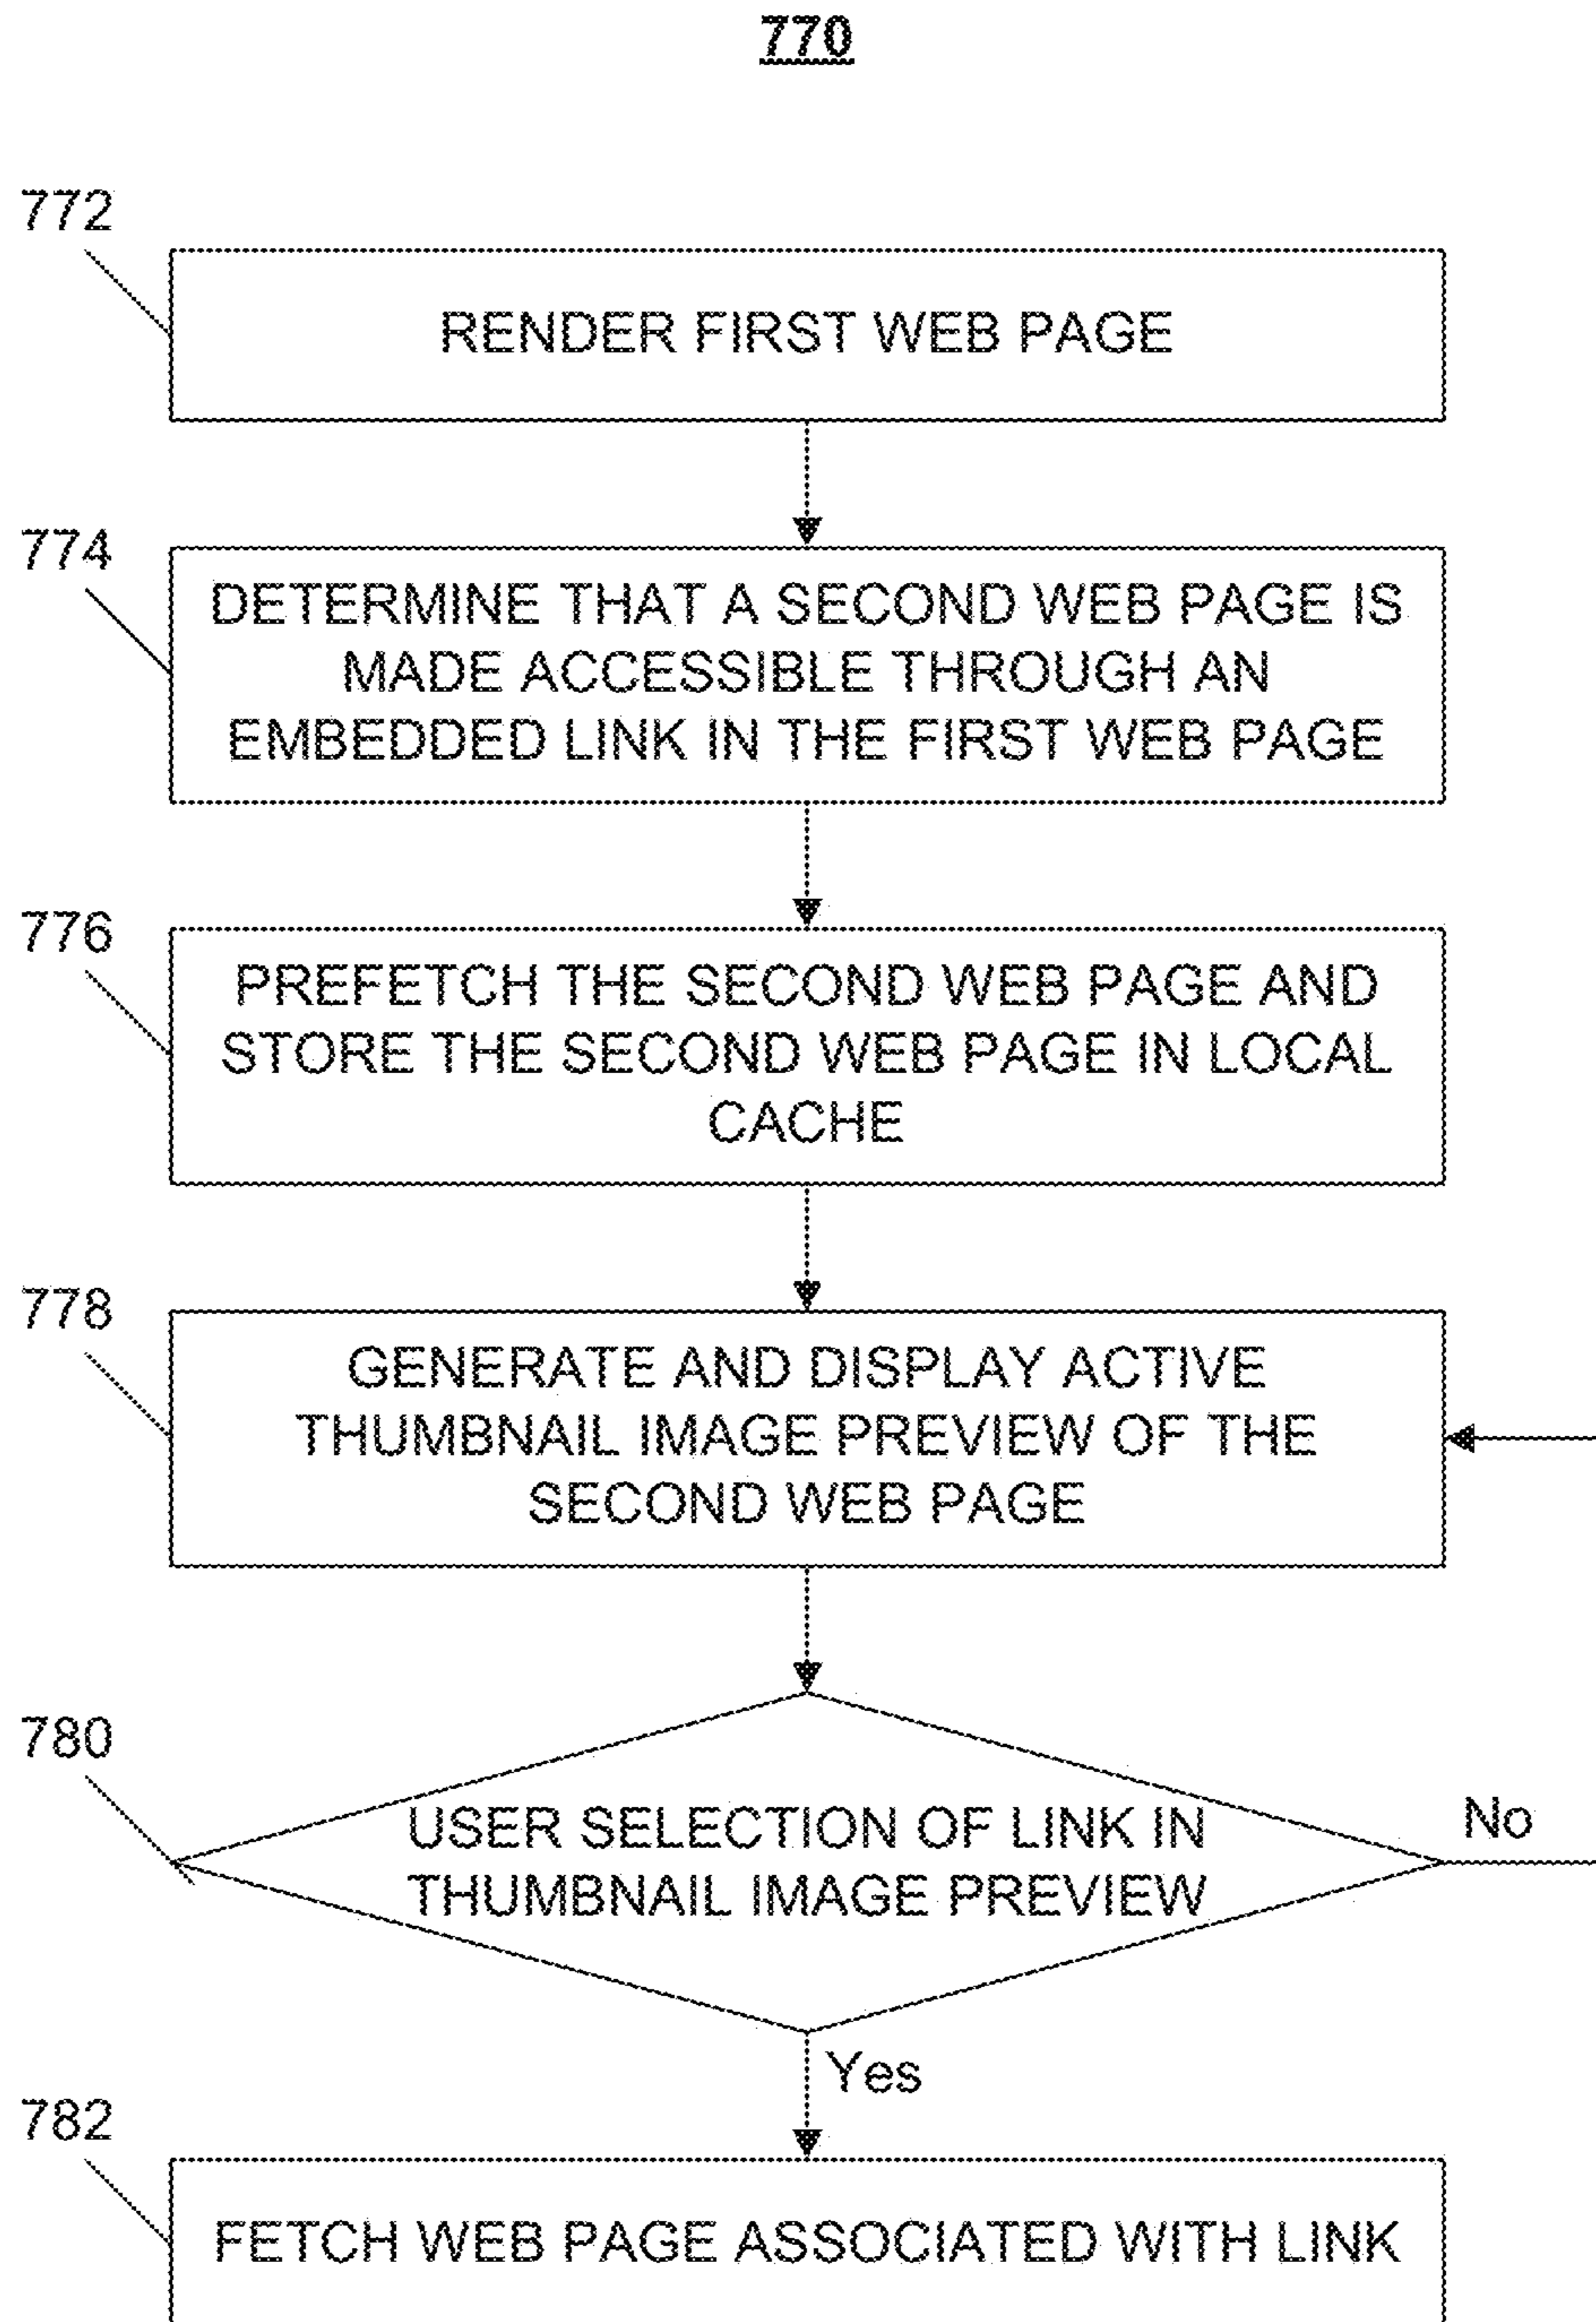 770
772
RENDER FIRST WEB PAGE
774
DETERMINE THAT A SECOND WEB PAGE IS
MADE ACCESSIBLE THROUGH AN
EMBEDDED LINK IN THE FIRST WEB PAGE
776
PREFETCH THE SECOND WEB PAGE AND
STORE THE SECOND WEB PAGE IN LOCAL
CACHE
778
GENERATE AND DISPLAY ACTIVE
THUMBNAIL IMAGE PREVIEW OF THE
SECOND WEB PAGE
780
USER SELECTION OF LINK IN
THUMBNAIL IMAGE PREVIEW
No
Yes
782
FETCH WEB PAGE ASSOCIATED WITH LINK